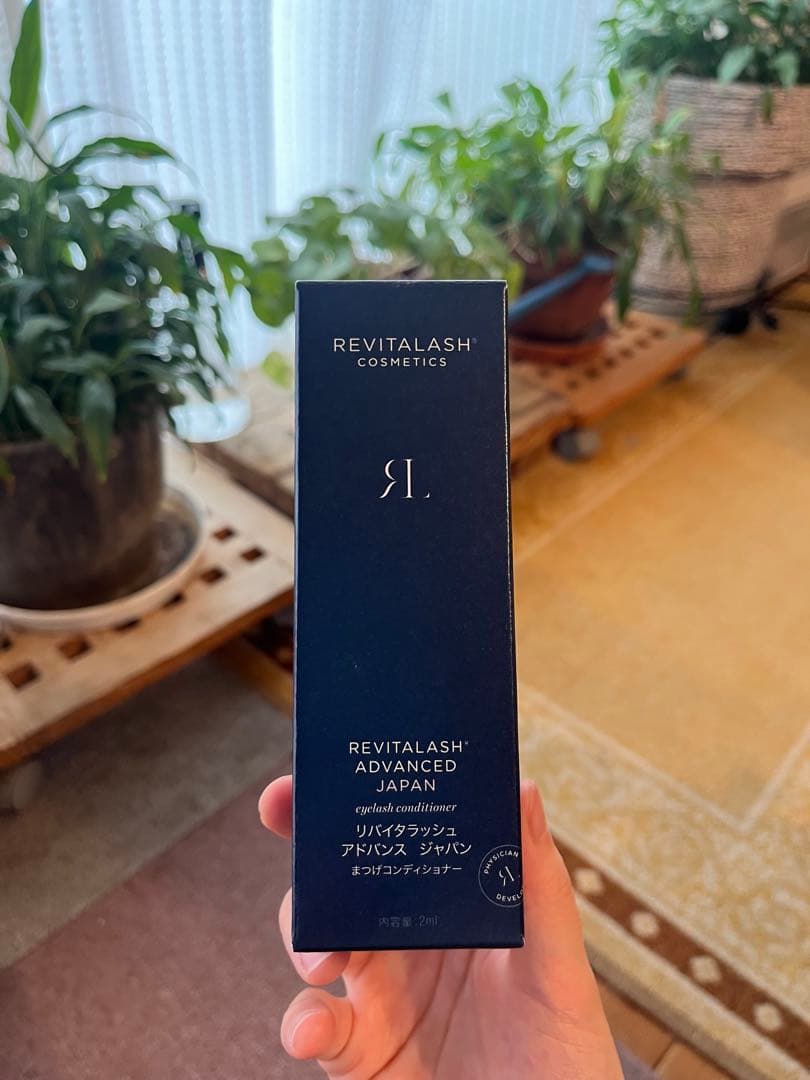 REVITALASH®
COSMETICS
RL
REVITALASH®
ADVANCED
JAPAN
eyelash conditioner
リバイタラッシュ
アドバンス ジャパン
まつげコンディショナー
PHYSICIAN
DEVELO
内容量:2ml